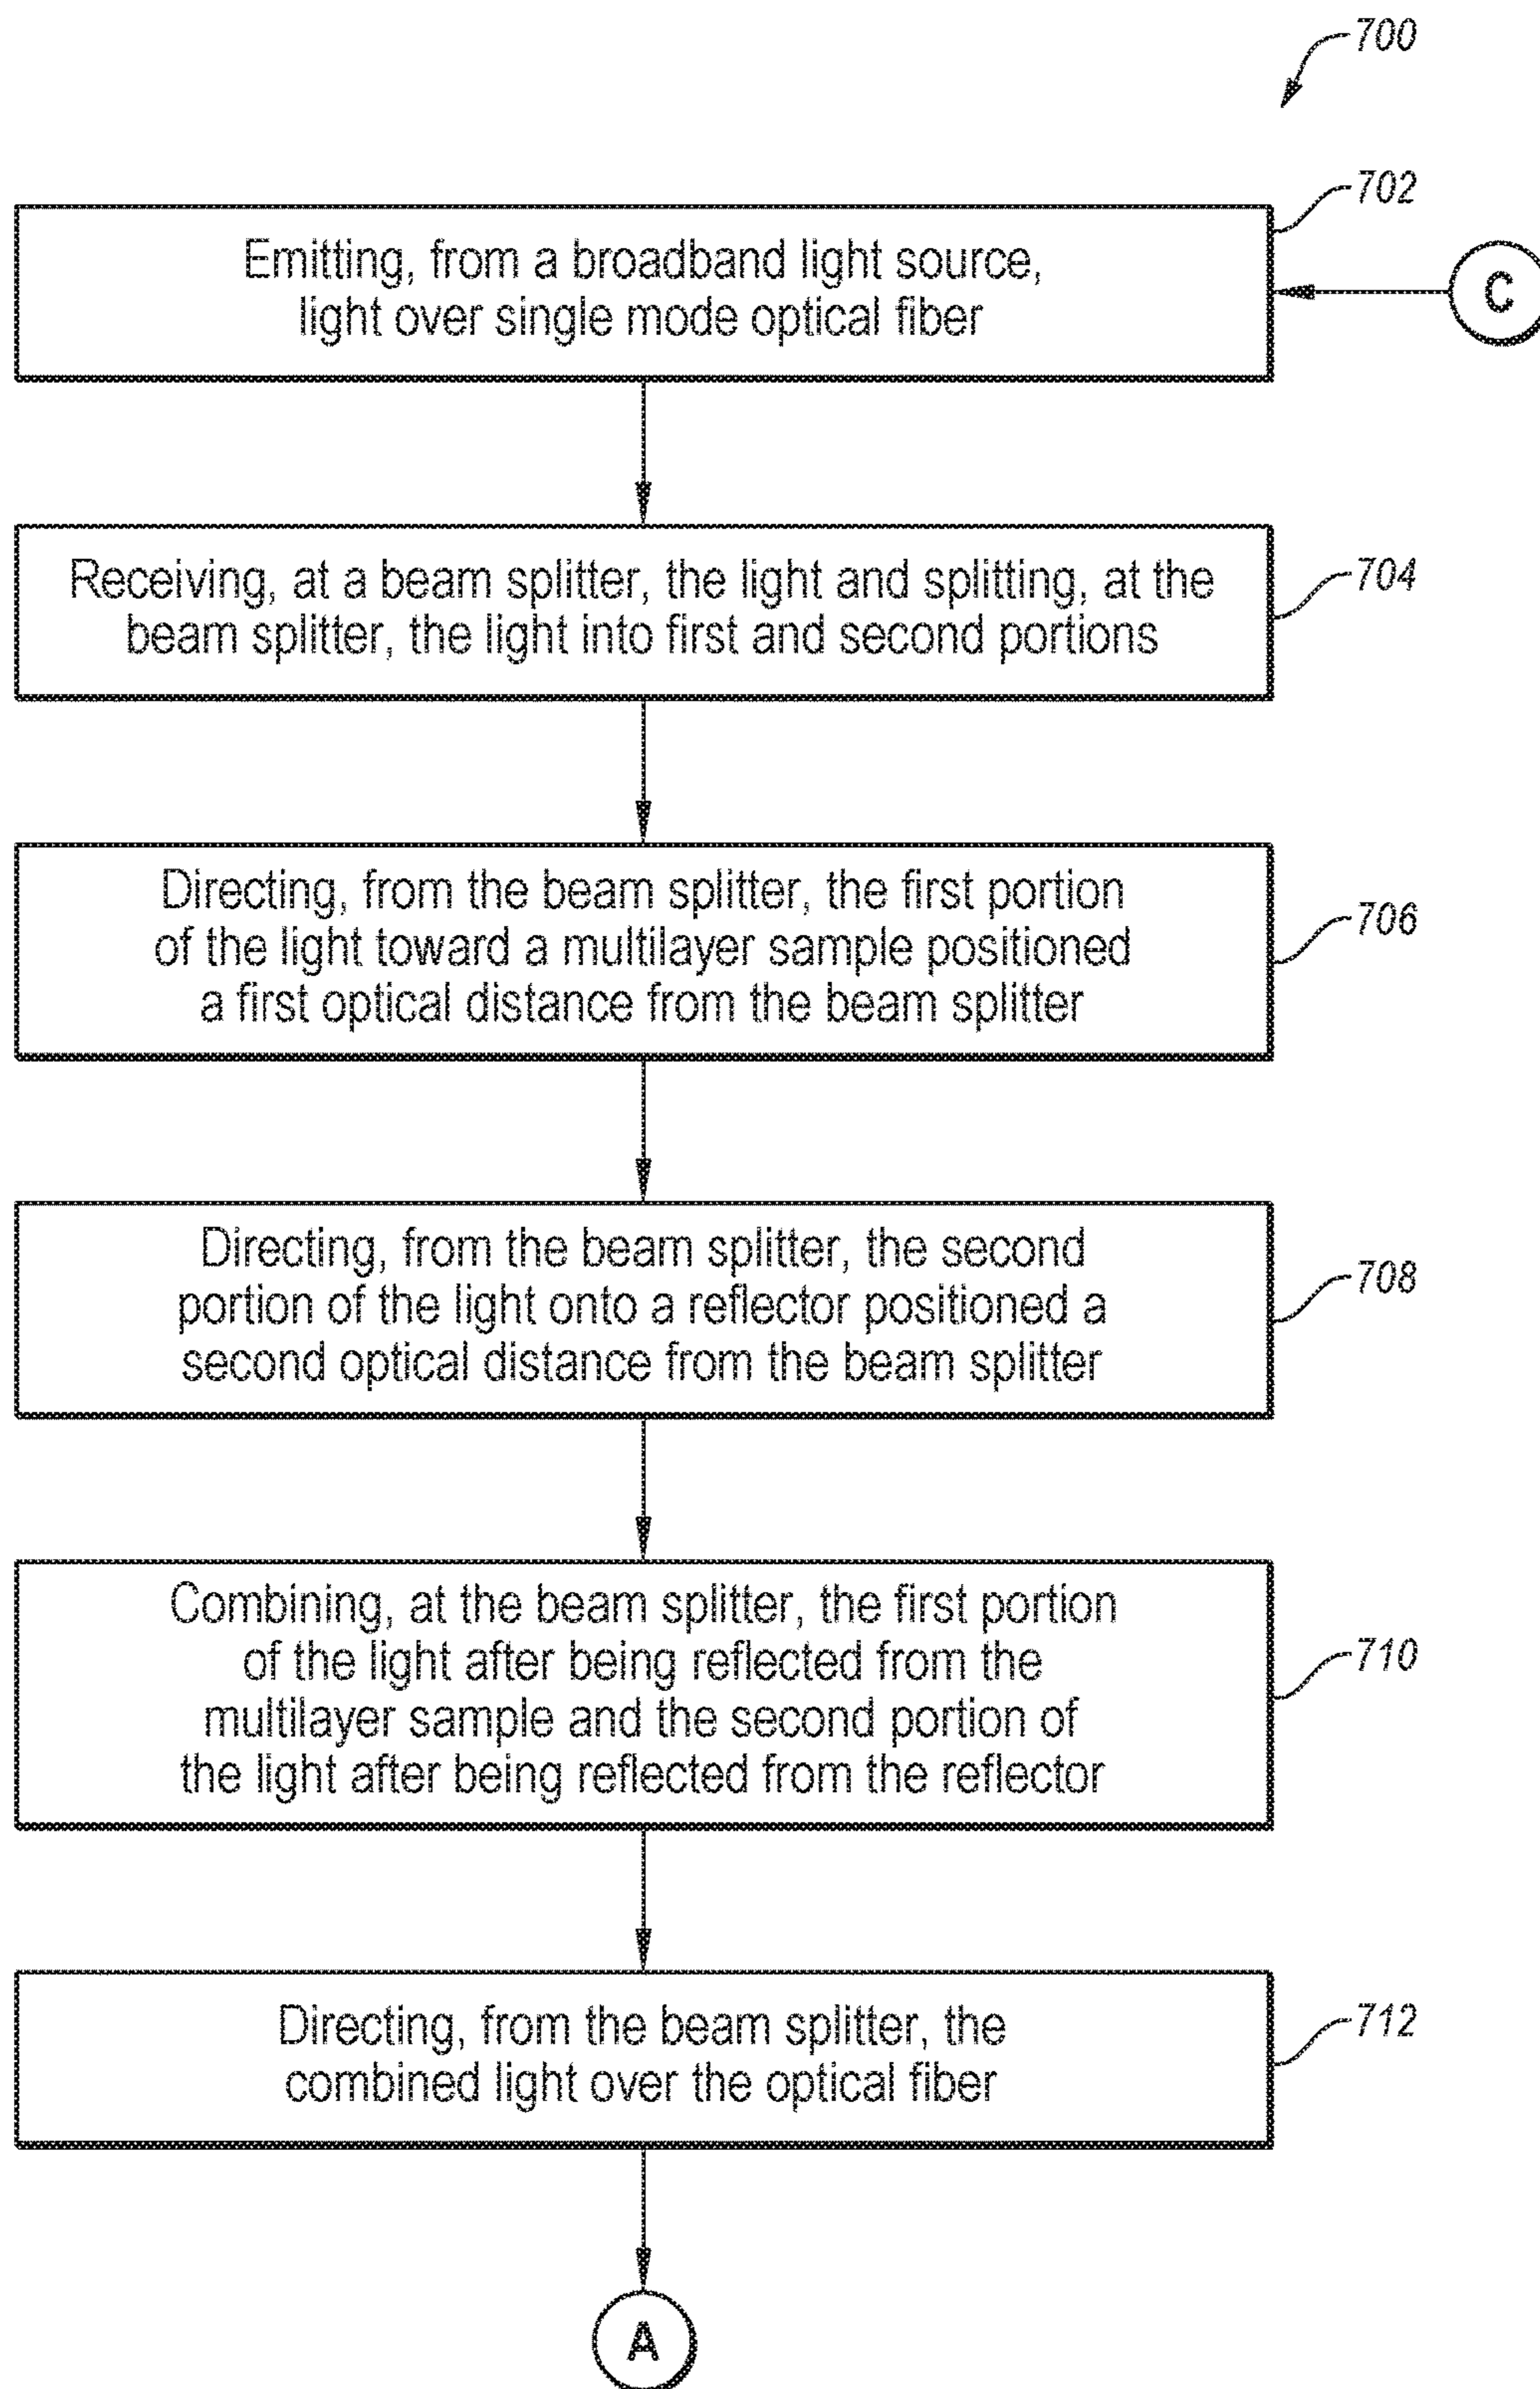 700
702
Emitting, from a broadband light source,
light over single mode optical fiber
C
Receiving, at a beam splitter, the light and splitting, at the
beam splitter, the light into first and second portions
704
Directing, from the beam splitter, the first portion
of the light toward a multilayer sample positioned
a first optical distance from the beam splitter
706
Directing, from the beam splitter, the second
portion of the light onto a reflector positioned a
second optical distance from the beam splitter
708
Combining, at the beam splitter, the first portion
of the light after being reflected from the
multilayer sample and the second portion of
the light after being reflected from the reflector
710
Directing, from the beam splitter, the
combined light over the optical fiber
712
A